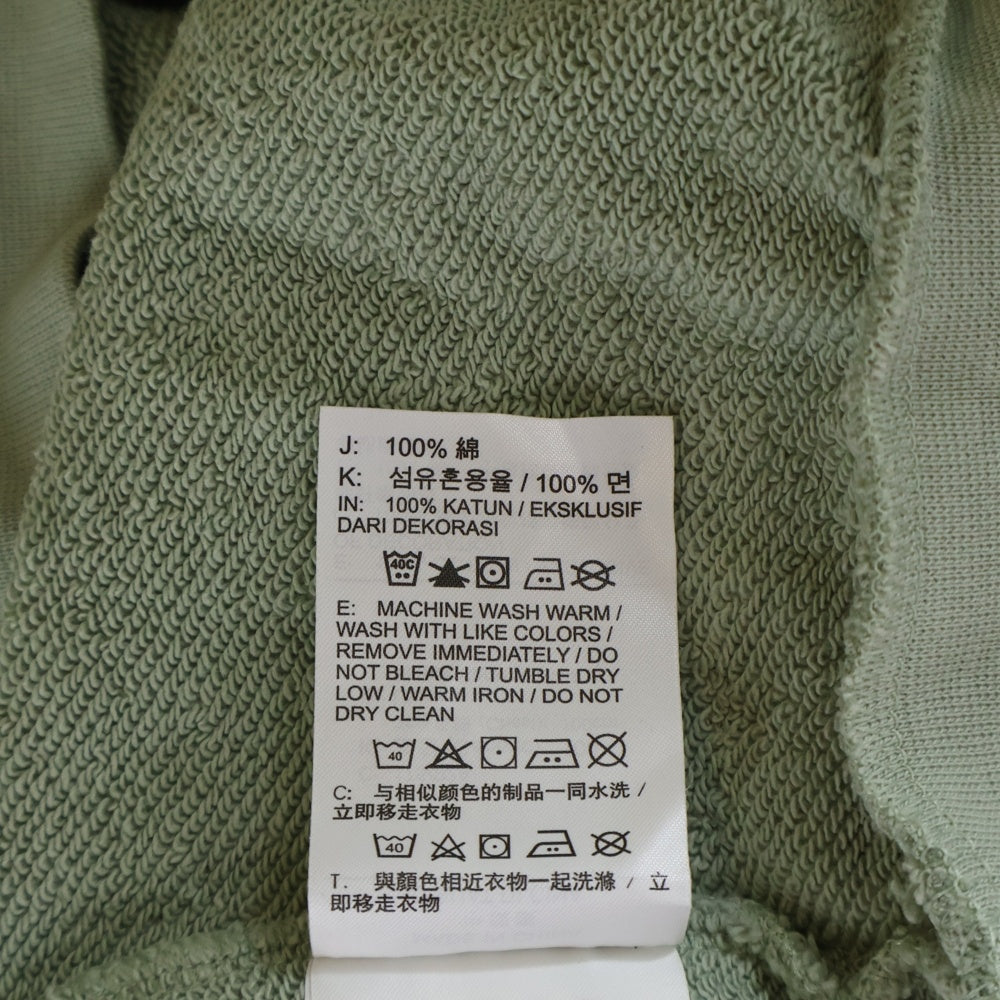 J: 100% 綿
K: 섬유혼용율 / 100% 면
IN: 100% KATUN / EKSKLUSIF
DARI DEKORASI
40C
E: MACHINE WASH WARM /
WASH WITH LIKE COLORS /
REMOVE IMMEDIATELY / DO
NOT BLEACH / TUMBLE DRY
LOW / WARM IRON / DO NOT
DRY CLEAN
40
C: 与相似颜色的制品一同水洗 /
立即移走衣物
40
T. 與顏色相近衣物一起洗滌 / 立
即移走衣物